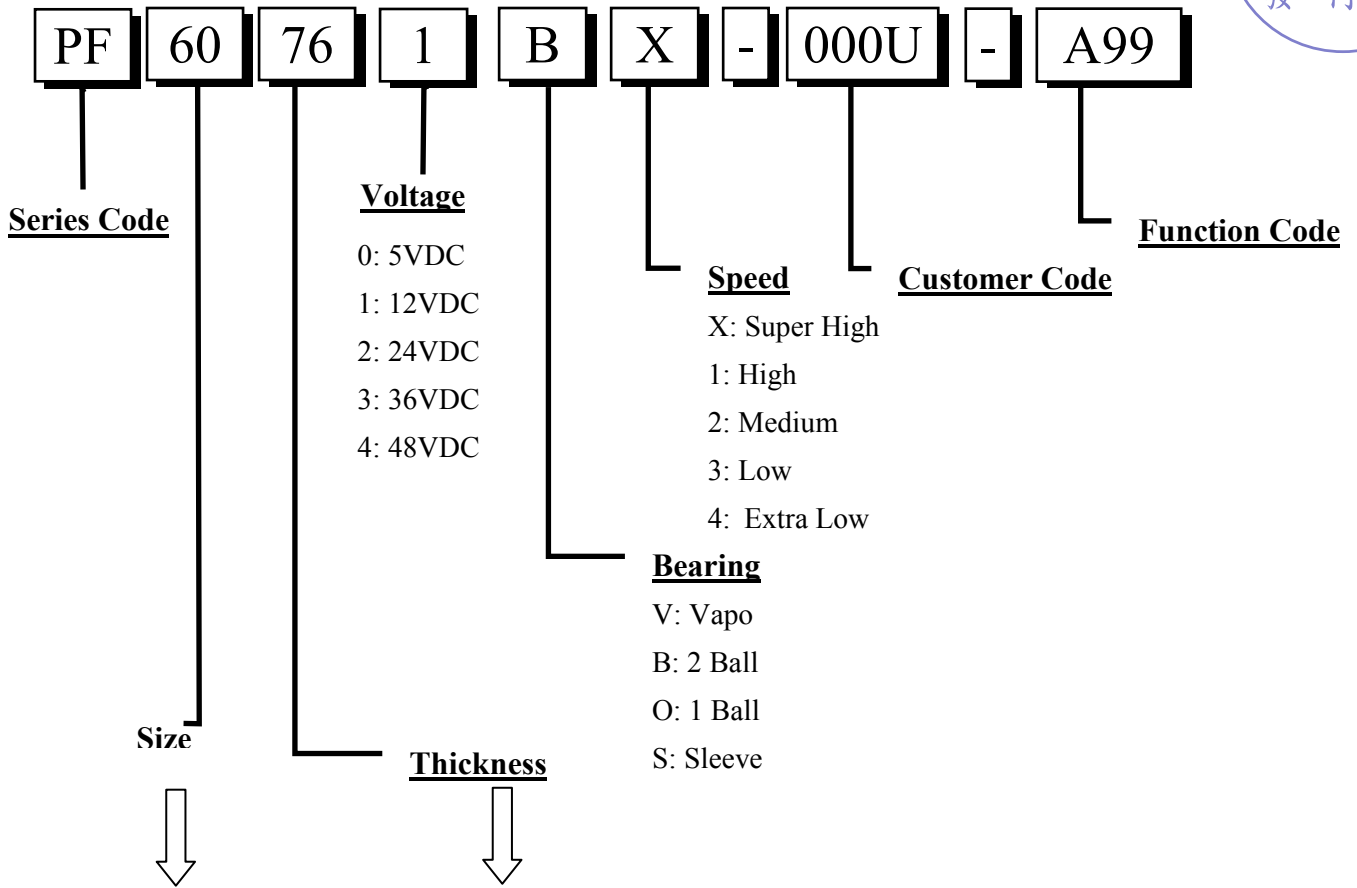 PF 60 76 1 B X - 000U - A99
Series Code
Voltage
0: 5VDC
1: 12VDC
2: 24VDC
3: 36VDC
4: 48VDC
Function Code
Customer Code
Speed
X: Super High
1: High
2: Medium
3: Low
4: Extra Low
Bearing
V: Vapo
B: 2 Ball
O: 1 Ball
S: Sleeve
Size
Thickness